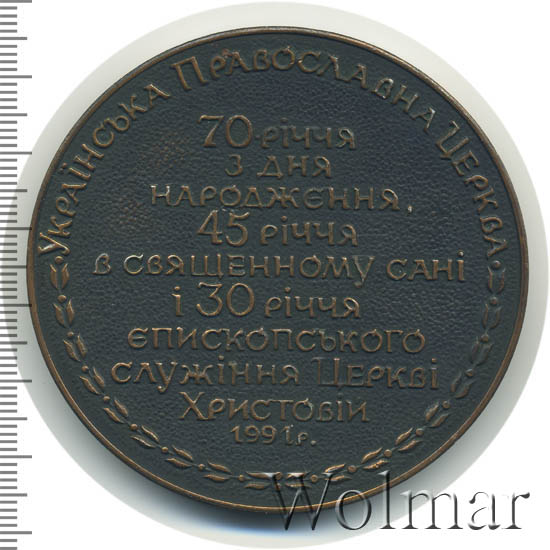 Українська Православна Церква
70-річчя
з дня
народження,
45 річчя
в священному сані
і 30 річчя
єпископського
служіння Церкві
Христовій
1991 р.
Wolmar